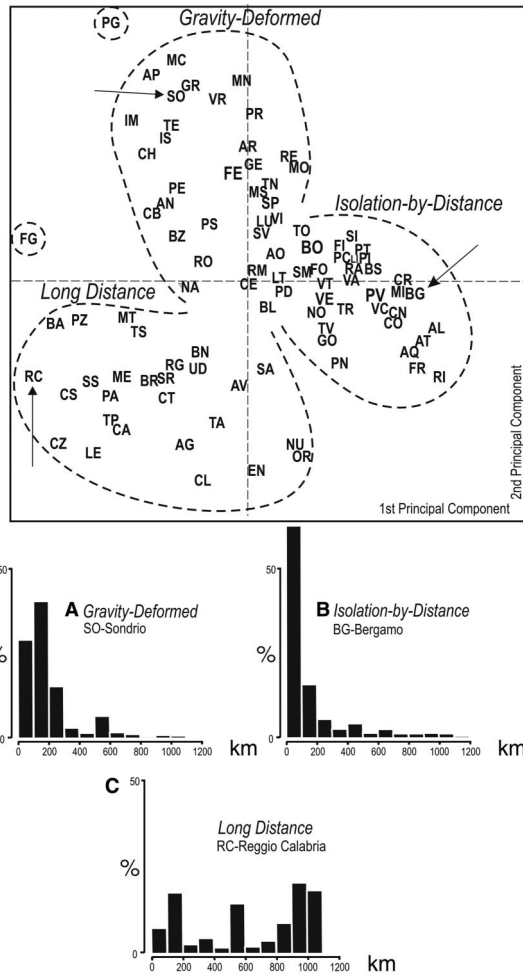 PG
Gravity-Deformed
MC
AP
GR
MN
SO
VR
PR
IM
TE
IS
AR
CH
GE
RE
FE
MO
TN
PE
MS
AN
SP
Isolation-by-Distance
CB
LU
VI
PS
SV
TO
SI
BZ
BO
FI
PT
FG
AO
PC
LI
PI
RO
RM
SM
FO
RA
BS
CE
LT
VT
VA
CR
Long Distance
NA
PD
VE
PV
MI
BG
BL
NO
TR
VC
CN
BA
PZ
MT
CO
TS
TV
AL
GO
AT
BN
AQ
RG
UD
SA
PN
FR
RC
SS
ME
BR
SR
RI
CS
PA
CT
AV
TP
CA
TA
CZ
LE
AG
NU
OR
CL
EN
2nd Principal Component
1st Principal Component
A Gravity-Deformed
SO-Sondrio
50
%
0
0 200 400 600 800 1000 1200 km
B Isolation-by-Distance
BG-Bergamo
50
%
0
0 200 400 600 800 1000 1200 km
C
Long Distance
RC-Reggio Calabria
50
%
0
0 200 400 600 800 1000 1200 km